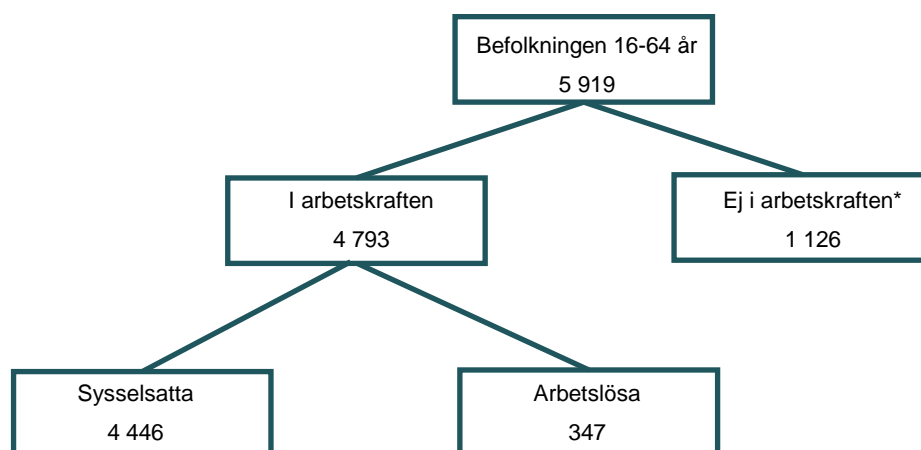 Befolkningen 16-64 år
5 919
I arbetskraften
4 793
Ej i arbetskraften*
1 126
Sysselsatta
4 446
Arbetslösa
347